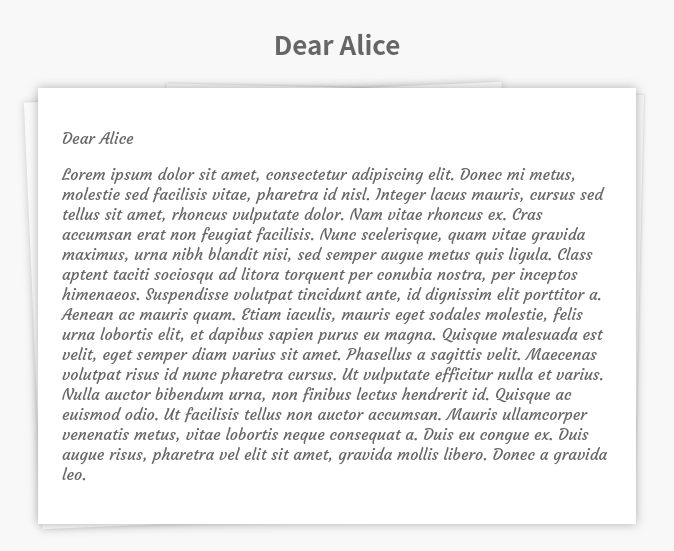 Dear Alice
Dear Alice
Lorem ipsum dolor sit amet, consectetur adipiscing elit. Donec mi metus,
molestie sed facilisis vitae, pharetra id nisl. Integer lacus mauris, cursus sed
tellus sit amet, rhoncus vulputate dolor. Nam vitae rhoncus ex. Cras
accumsan erat non feugiat facilisis. Nunc scelerisque, quam vitae gravida
maximus, urna nibh blandit nisi, sed semper augue metus quis ligula. Class
aptent taciti sociosqu ad litora torquent per conubia nostra, per inceptos
himenaeos. Suspendisse volutpat tincidunt ante, id dignissim elit porttitor a.
Aenean ac mauris quam. Etiam iaculis, mauris eget sodales molestie, felis
urna lobortis elit, et dapibus sapien purus eu magna. Quisque malesuada est
velit, eget semper diam varius sit amet. Phasellus a sagittis velit. Maecenas
volutpat risus id nunc pharetra cursus. Ut vulputate efficitur nulla et varius.
Nulla auctor bibendum urna, non finibus lectus hendrerit id. Quisque ac
euismod odio. Ut facilisis tellus non auctor accumsan. Mauris ullamcorper
venenatis metus, vitae lobortis neque consequat a. Duis eu congue ex. Duis
augue risus, pharetra vel elit sit amet, gravida mollis libero. Donec a gravida
leo.